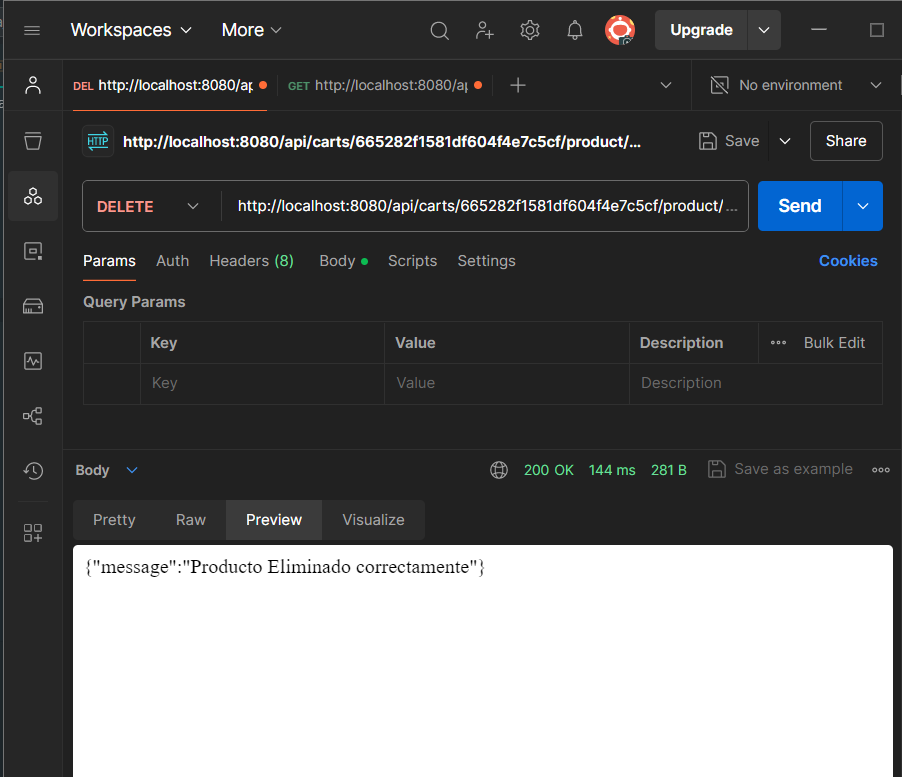 Workspaces More Upgrade
DEL http://localhost:8080/ap GET http://localhost:8080/ap No environment
HTTP http://localhost:8080/api/carts/665282f1581df604f4e7c5cf/product/... Save Share
DELETE http://localhost:8080/api/carts/665282f1581df604f4e7c5cf/product/ ... Send
Params Auth Headers (8) Body Scripts Settings Cookies
Query Params
Key Value Description Bulk Edit
Key Value Description
Body 200 OK 144 ms 281 B Save as example
Pretty Raw Preview Visualize
{"message":"Producto Eliminado correctamente"}